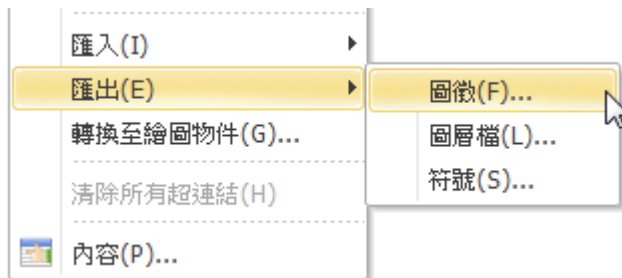 匯入(I)
匯出(E)
轉換至繪圖物件(G)...
清除所有超連結(H)
內容(P)...
圖徵(F)...
圖層檔(L)...
符號(S)...